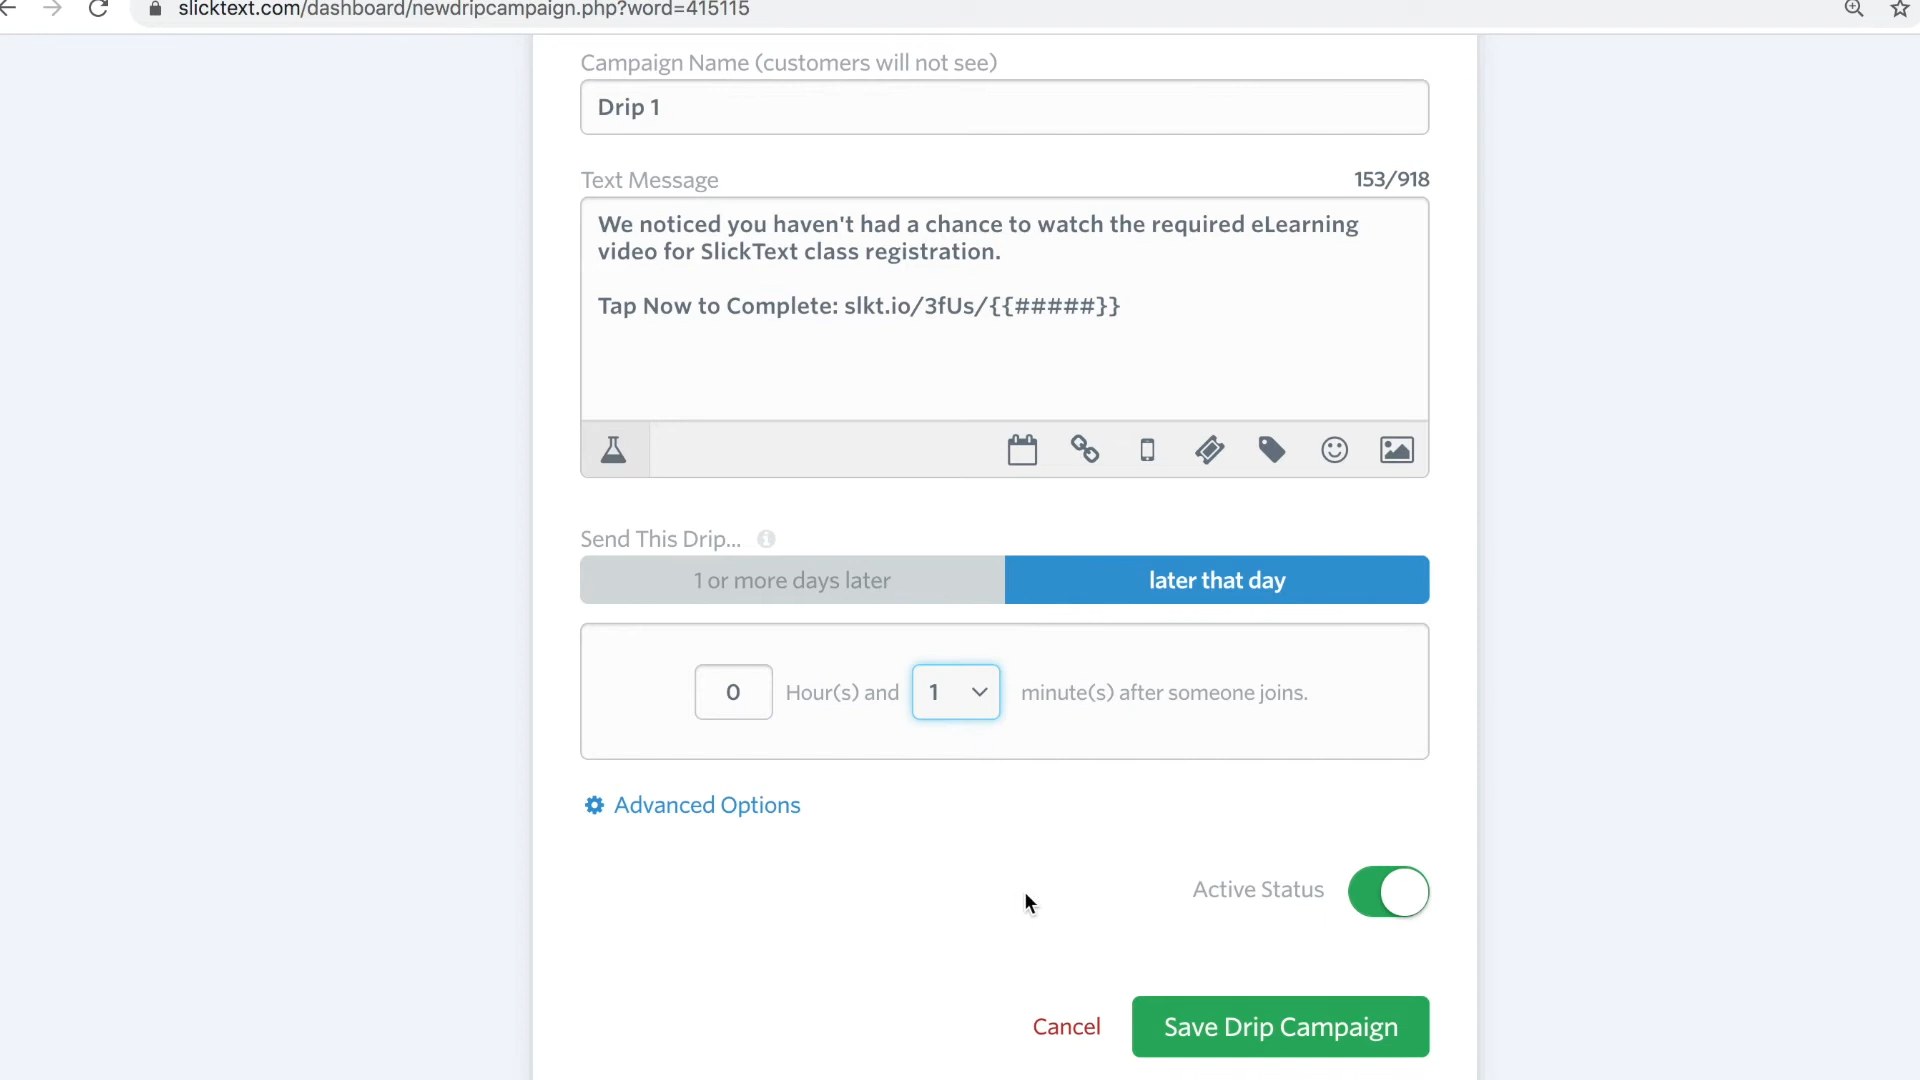 slicktext.com/dashboard/newdripcampaign.php?word=415115
Campaign Name (customers will not see)
Drip 1
Text Message
153/918
We noticed you haven't had a chance to watch the required eLearning
video for SlickText class registration.
Tap Now to Complete: slkt.io/3fUs/{{#####}}
Send This Drip...
1 or more days later
later that day
0 Hour(s) and 1 minute(s) after someone joins.
Advanced Options
Active Status
Cancel
Save Drip Campaign